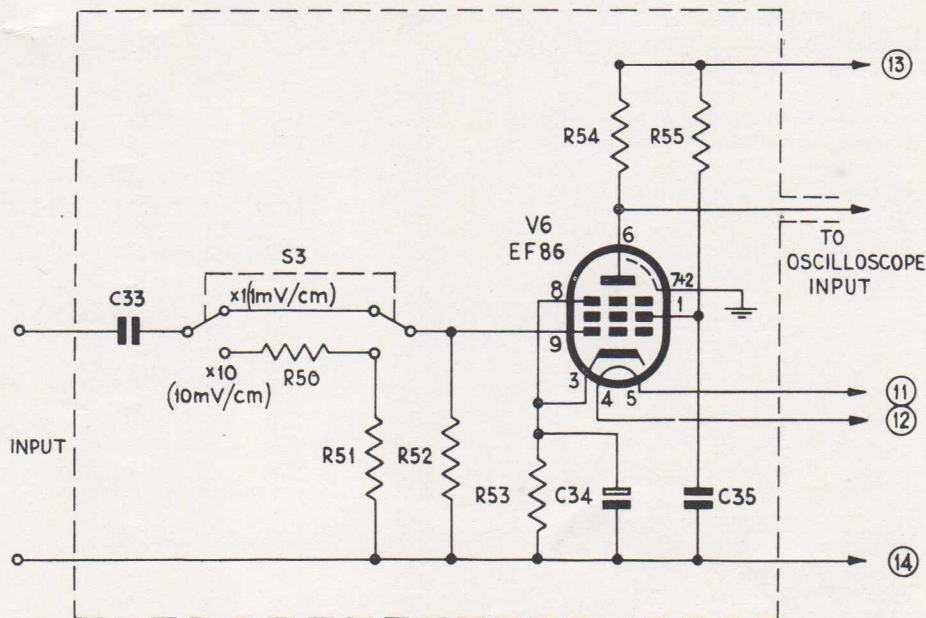 13
R54
R55
V6
EF86
6
TO
OSCILLOSCOPE
INPUT
S3
C33
x1(1mV/cm)
8
7+2
1
9
x10
(10mV/cm)
R50
3
4
5
11
12
INPUT
R51
R52
R53
C34
C35
14